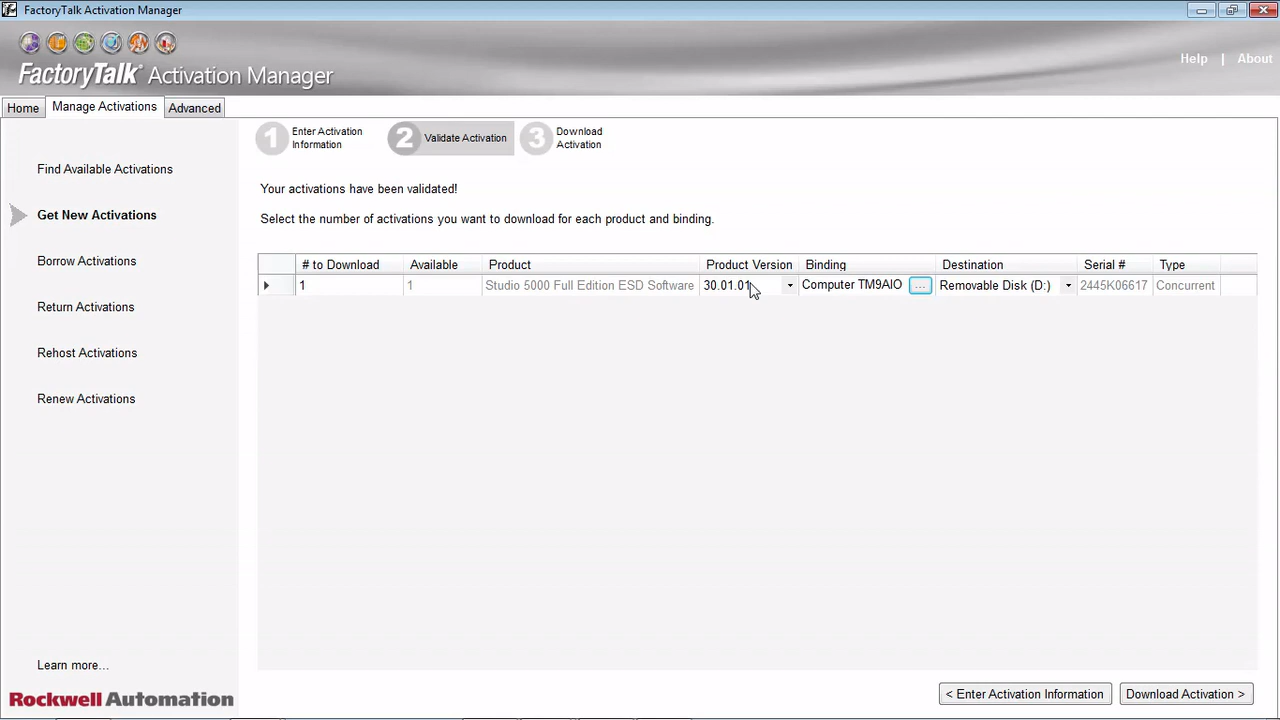 FactoryTalk Activation Manager
FactoryTalk® Activation Manager
Help | About
Home Manage Activations Advanced
1 Enter Activation Information 2 Validate Activation 3 Download Activation
Find Available Activations
Get New Activations
Borrow Activations
Return Activations
Rehost Activations
Renew Activations
Your activations have been validated!
Select the number of activations you want to download for each product and binding.
# to Download Available Product Product Version Binding Destination Serial # Type
1 1 Studio 5000 Full Edition ESD Software 30.01.01 Computer TM9AIO ... Removable Disk (D:) 2445K06617 Concurrent
Learn more...
Rockwell Automation
< Enter Activation Information Download Activation >